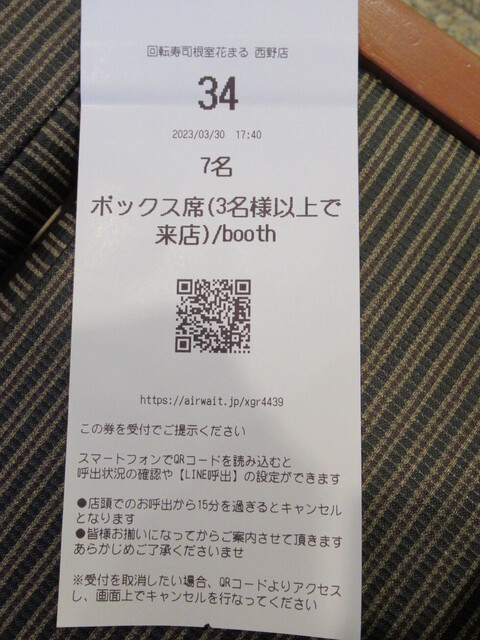 回転寿司根室花まる 西野店
34
2023/03/30 17:40
7名
ボックス席(3名様以上で
来店)/booth
https://airwait.jp/xgr4439
この券を受付でご提示ください
スマートフォンでQRコードを読み込むと
呼出状況の確認や【LINE呼出】の設定ができます
●店頭でのお呼出から15分を過ぎるとキャンセル
となります
●皆様お揃いになってからご案内させて頂きます
あらかじめご了承くださいませ
※受付を取消したい場合、QRコードよりアクセス
し、画面上でキャンセルを行なってください